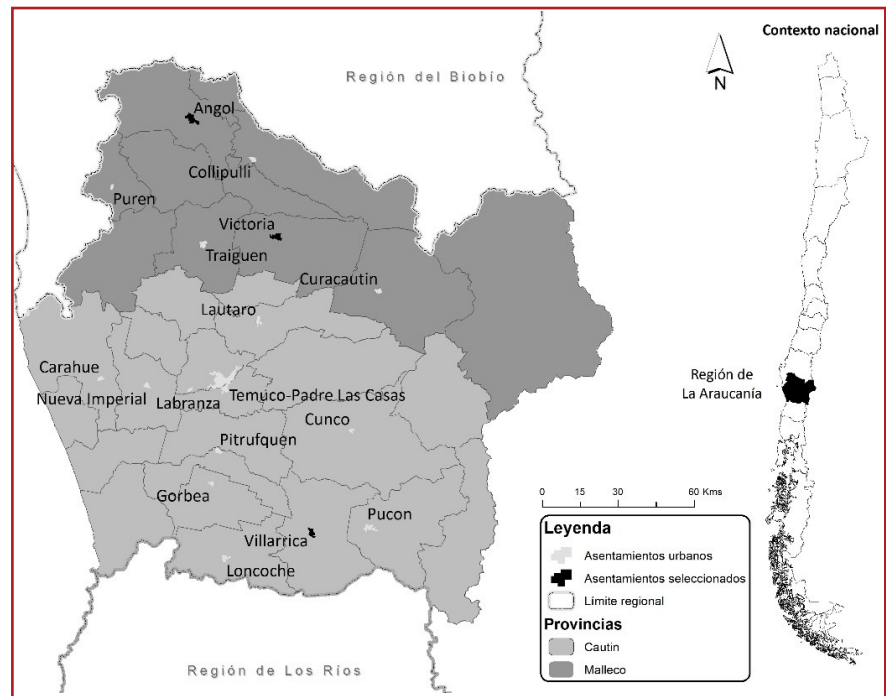 Contexto nacional
N
Región del Biobío
Angol
Collipulli
Puren
Victoria
Traiguen
Curacautin
Lautaro
Carahue
Nueva Imperial
Labranza
Temuco-Padre Las Casas
Cunco
Pitrufquen
Gorbea
Pucon
Villarrica
Loncoche
Región de Los Ríos
Región de
La Araucanía
0 15 30 60 Kms
Leyenda
Asentamientos urbanos
Asentamientos seleccionados
Límite regional
Provincias
Cautin
Malleco